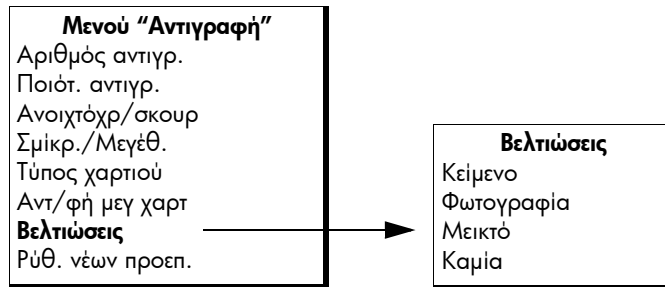 Μενού “Αντιγραφή”
Αριθμός αντιγρ.
Ποιότ. αντιγρ.
Ανοιχτόχρ/σκουρ
Σμίκρ./Μεγέθ.
Τύπος χαρτιού
Αντ/φή μεγ χαρτ
Βελτιώσεις
Ρύθ. νέων προεπ.
Βελτιώσεις
Κείμενο
Φωτογραφία
Μεικτό
Καμία